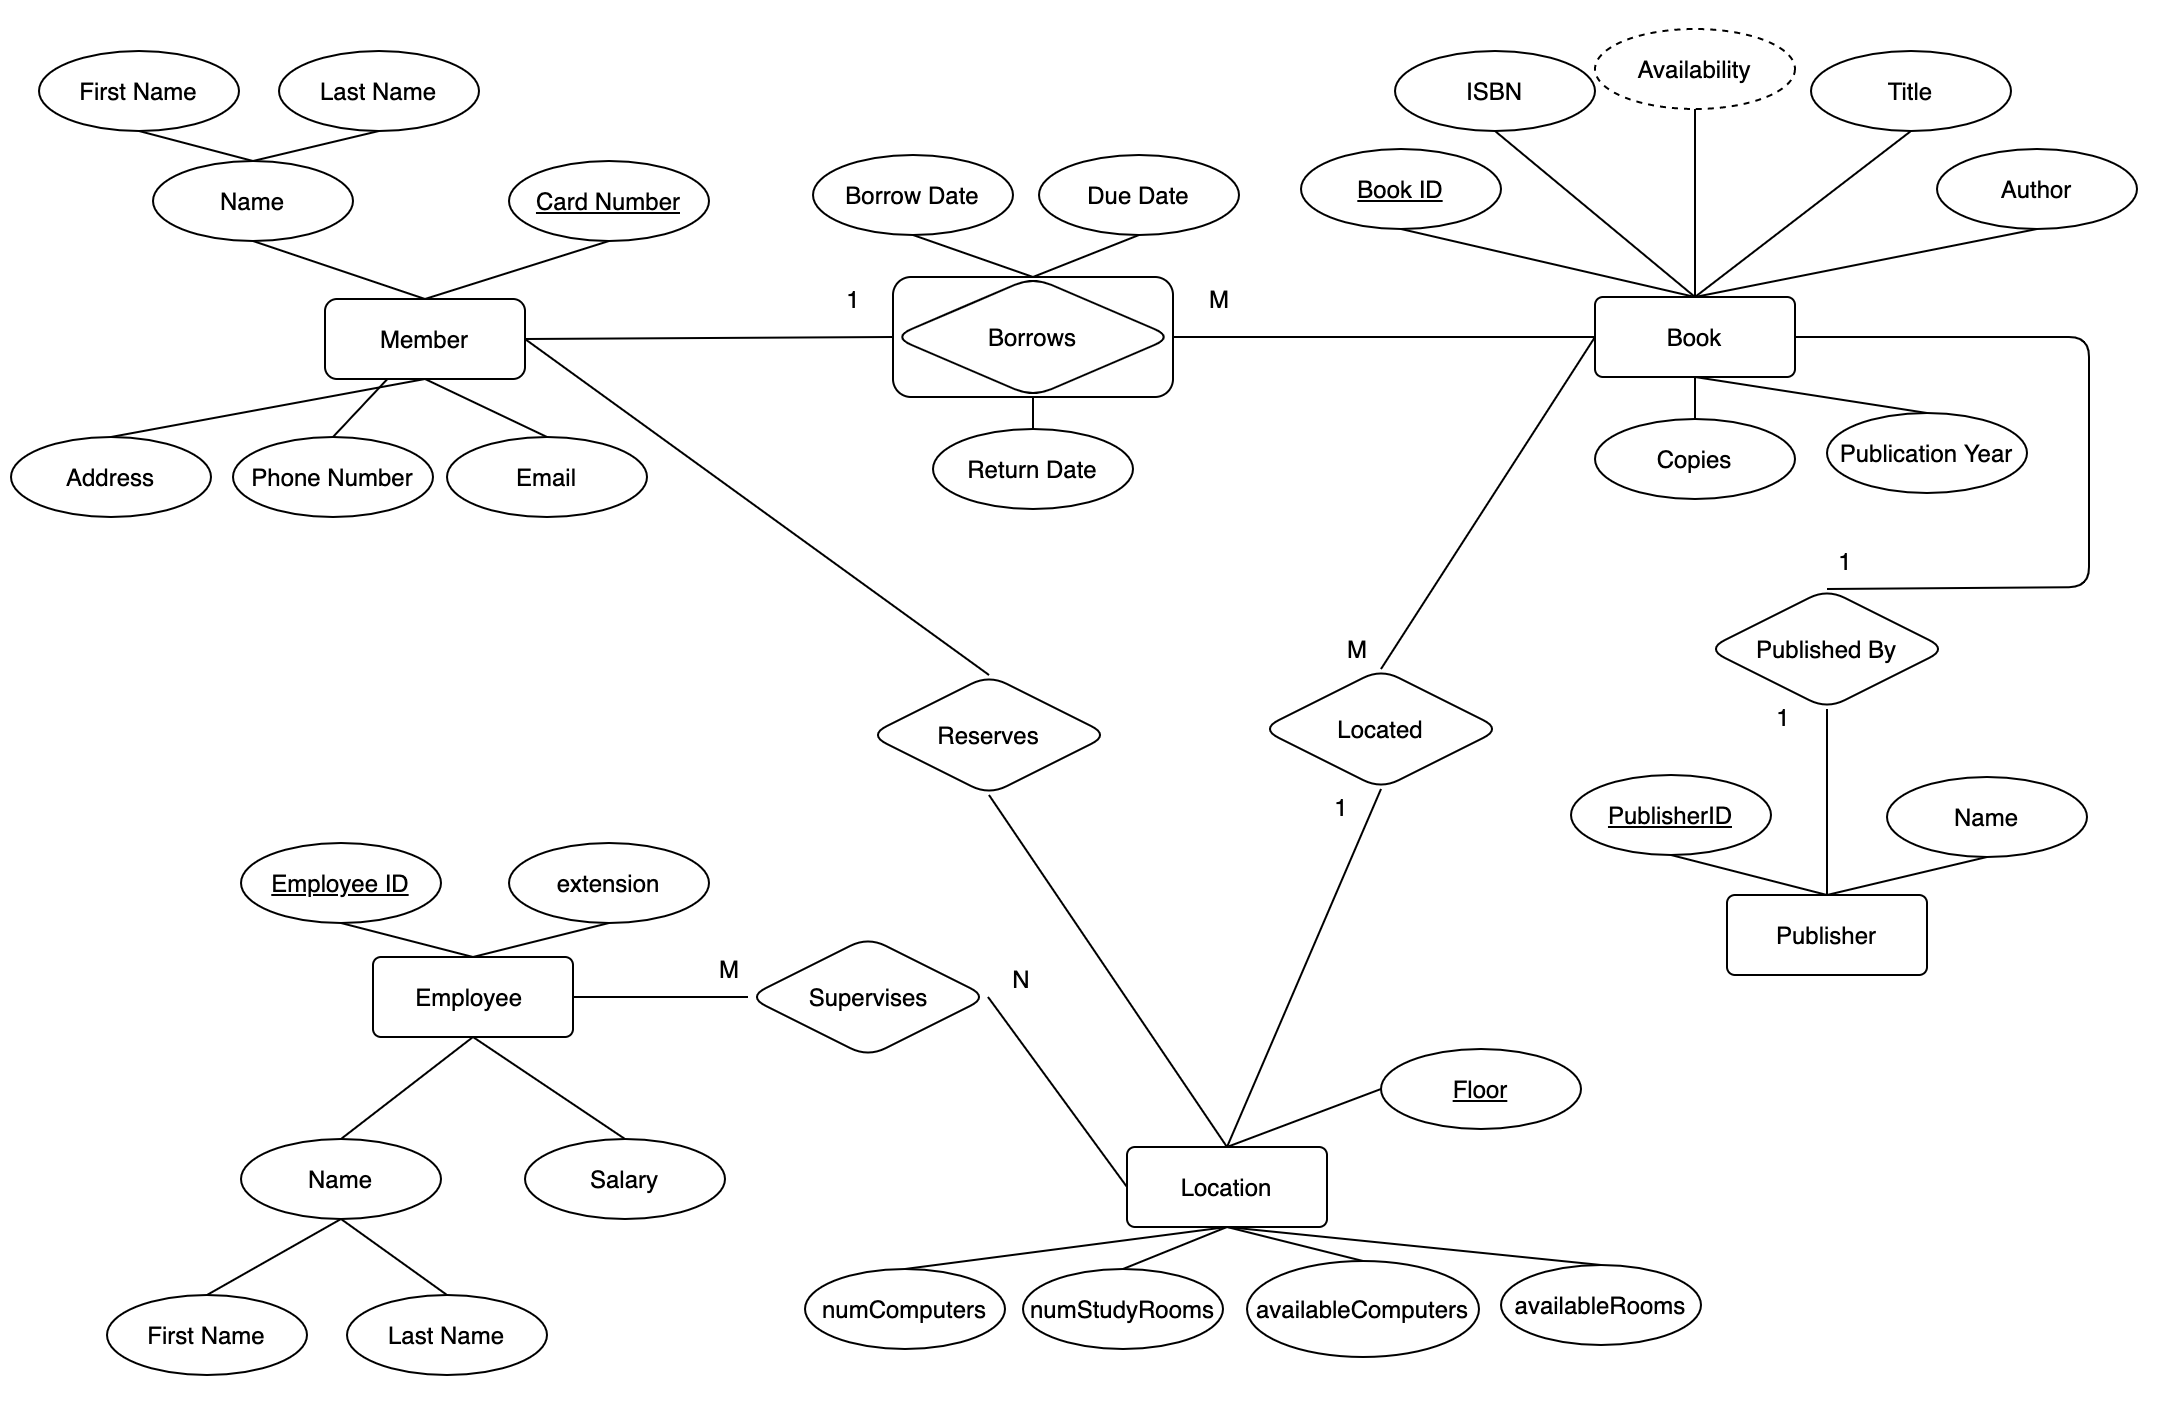 Availability
First Name
Last Name
ISBN
Title
Name
Card Number
Borrow Date
Due Date
Book ID
Author
1
M
Member
Borrows
Book
Address
Phone Number
Email
Return Date
Copies
Publication Year
1
M
Published By
Reserves
Located
1
1
PublisherID
Name
Employee ID
extension
Publisher
M
N
Employee
Supervises
Floor
Name
Salary
Location
First Name
Last Name
numComputers
numStudyRooms
availableComputers
availableRooms